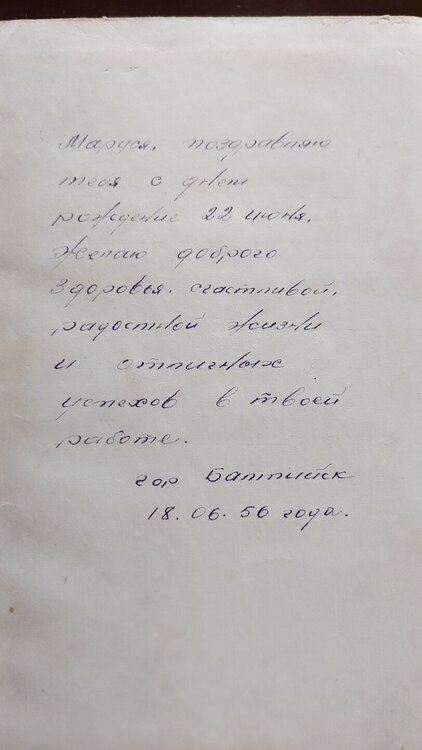 Маруся, поздравляю
тебя с днем
рождение 22 июня,
желаю доброго
здоровья, счастливой,
радостной жизни
и отличных
успехов в твоей
работе.
гор Балтийск
18.06.56 года.